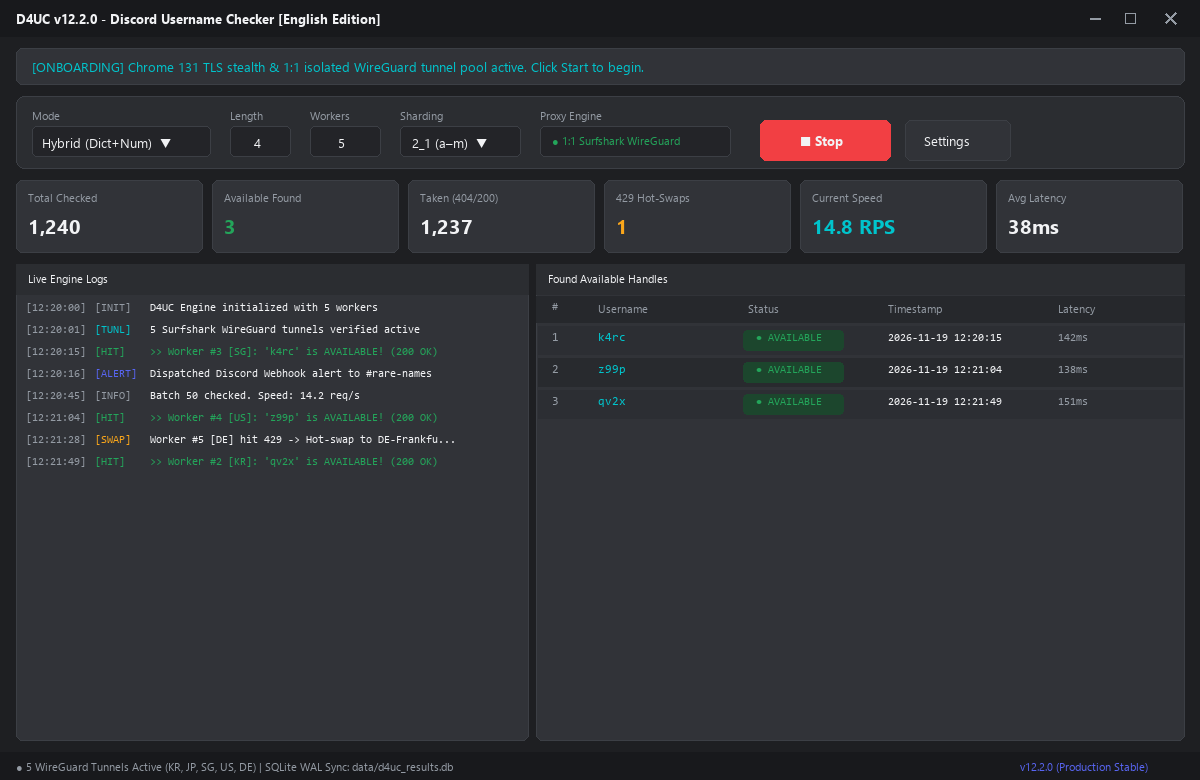 D4UC v12.2.0 - Discord Username Checker [English Edition]
[ONBOARDING] Chrome 131 TLS stealth & 1:1 isolated WireGuard tunnel pool active. Click Start to begin.
Mode Length Workers Sharding Proxy Engine
Hybrid (Dict+Num) ▼ 4 5 2_1 (a–m) ▼ ● 1:1 Surfshark WireGuard ■ Stop Settings
Total Checked Available Found Taken (404/200) 429 Hot-Swaps Current Speed Avg Latency
1,240 3 1,237 1 14.8 RPS 38ms
Live Engine Logs
[12:20:00] [INIT] D4UC Engine initialized with 5 workers
[12:20:01] [TUNL] 5 Surfshark WireGuard tunnels verified active
[12:20:15] [HIT] >> Worker #3 [SG]: 'k4rc' is AVAILABLE! (200 OK)
[12:20:16] [ALERT] Dispatched Discord Webhook alert to #rare-names
[12:20:45] [INFO] Batch 50 checked. Speed: 14.2 req/s
[12:21:04] [HIT] >> Worker #4 [US]: 'z99p' is AVAILABLE! (200 OK)
[12:21:28] [SWAP] Worker #5 [DE] hit 429 -> Hot-swap to DE-Frankfu...
[12:21:49] [HIT] >> Worker #2 [KR]: 'qv2x' is AVAILABLE! (200 OK)
Found Available Handles
# Username Status Timestamp Latency
1 k4rc ● AVAILABLE 2026-11-19 12:20:15 142ms
2 z99p ● AVAILABLE 2026-11-19 12:21:04 138ms
3 qv2x ● AVAILABLE 2026-11-19 12:21:49 151ms
● 5 WireGuard Tunnels Active (KR, JP, SG, US, DE) | SQLite WAL Sync: data/d4uc_results.db
v12.2.0 (Production Stable)